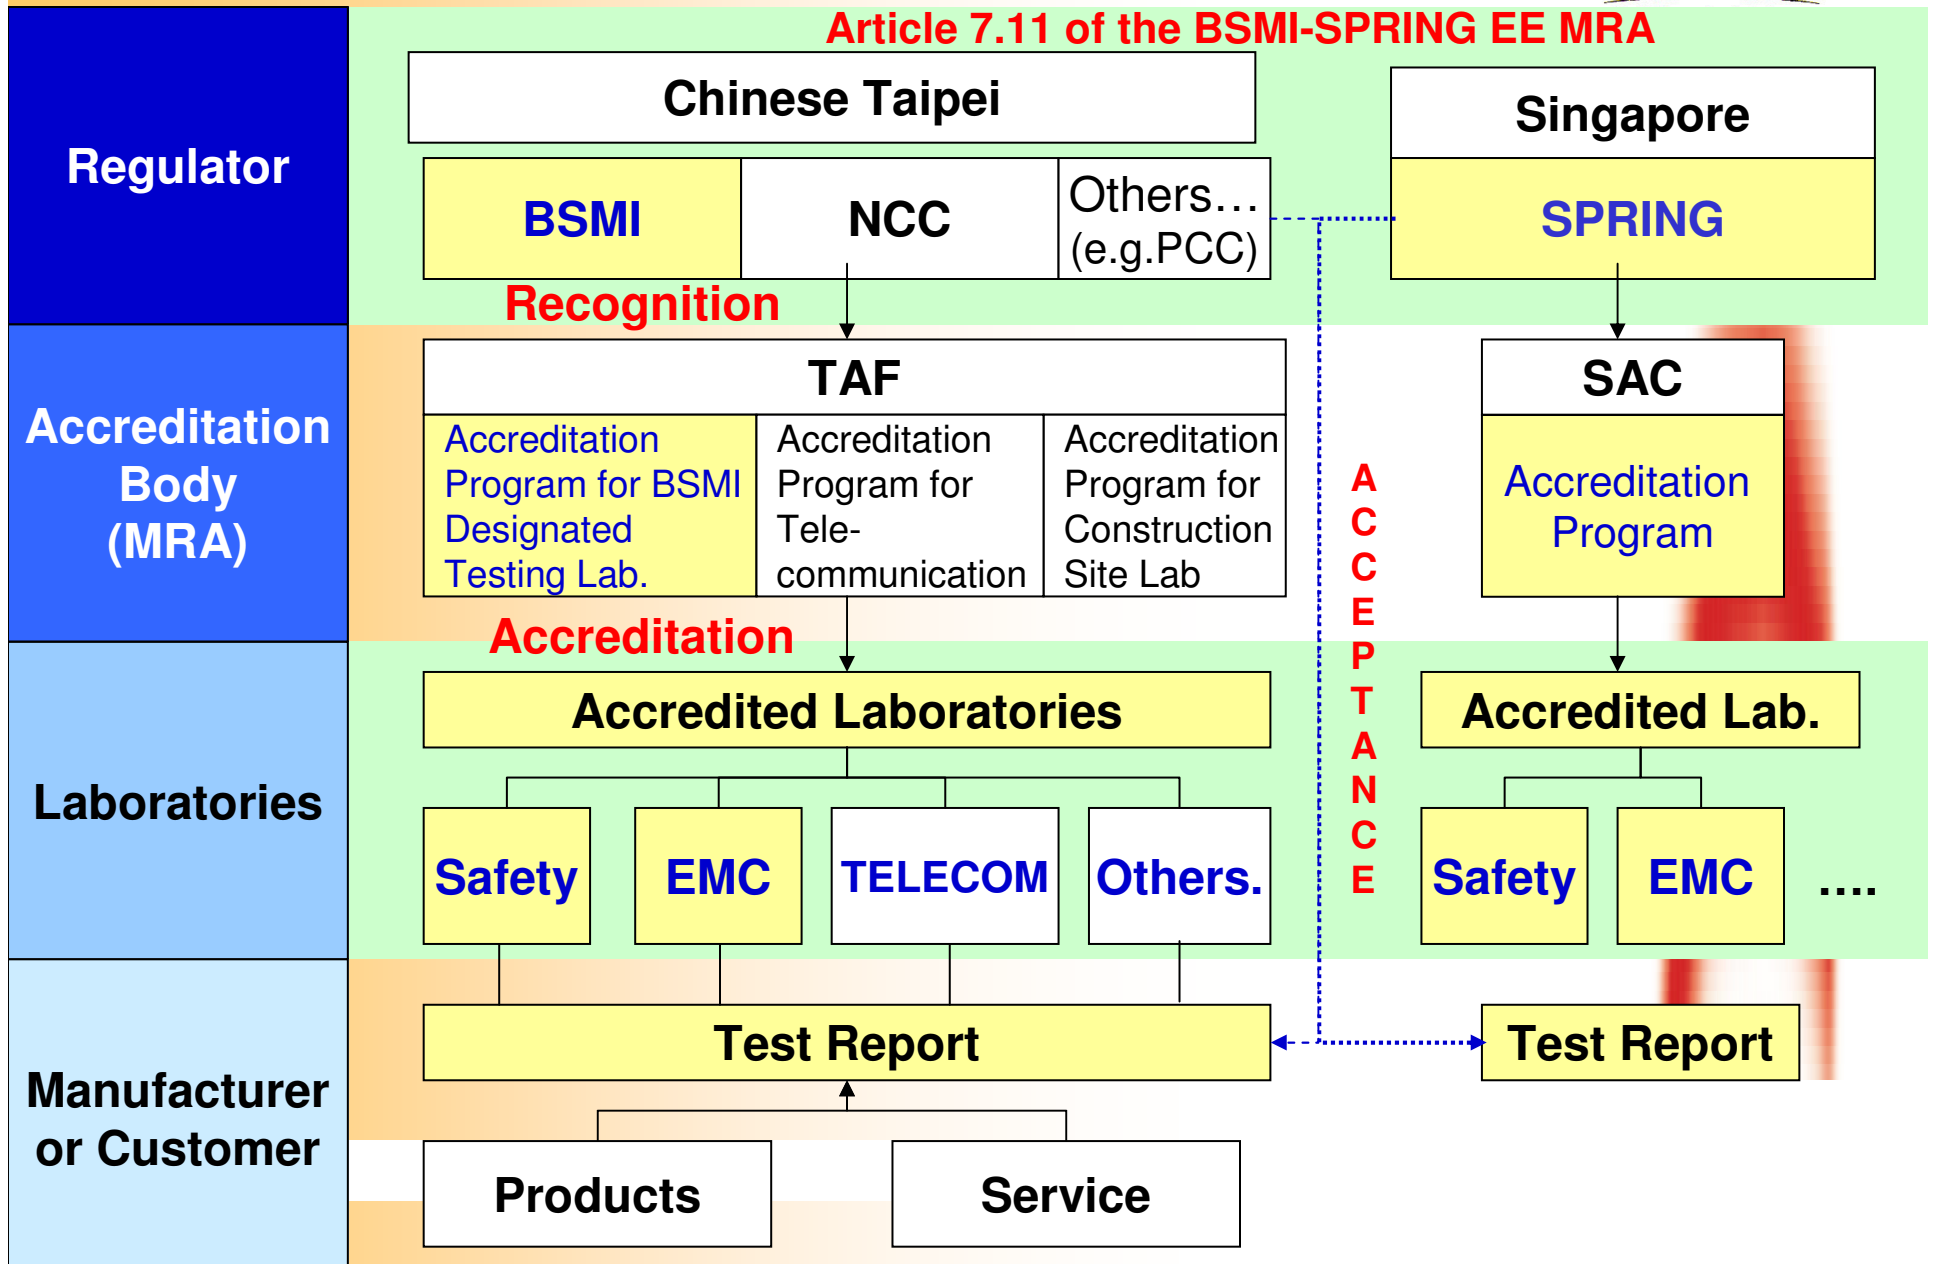 Article 7.11 of the BSMI-SPRING EE MRA
Regulator
Chinese Taipei
Singapore
BSMI
NCC
Others…
(e.g.PCC)
SPRING
Recognition
Accreditation
Body
(MRA)
TAF
SAC
Accreditation
Program for BSMI
Designated
Testing Lab.
Accreditation
Program for
Tele-
communication
Accreditation
Program for
Construction
Site Lab
Accreditation
Program
A
C
C
E
P
T
A
N
C
E
Accreditation
Laboratories
Accredited Laboratories
Accredited Lab.
Safety
EMC
TELECOM
Others.
Safety
EMC
....
Manufacturer
or Customer
Test Report
Test Report
Products
Service